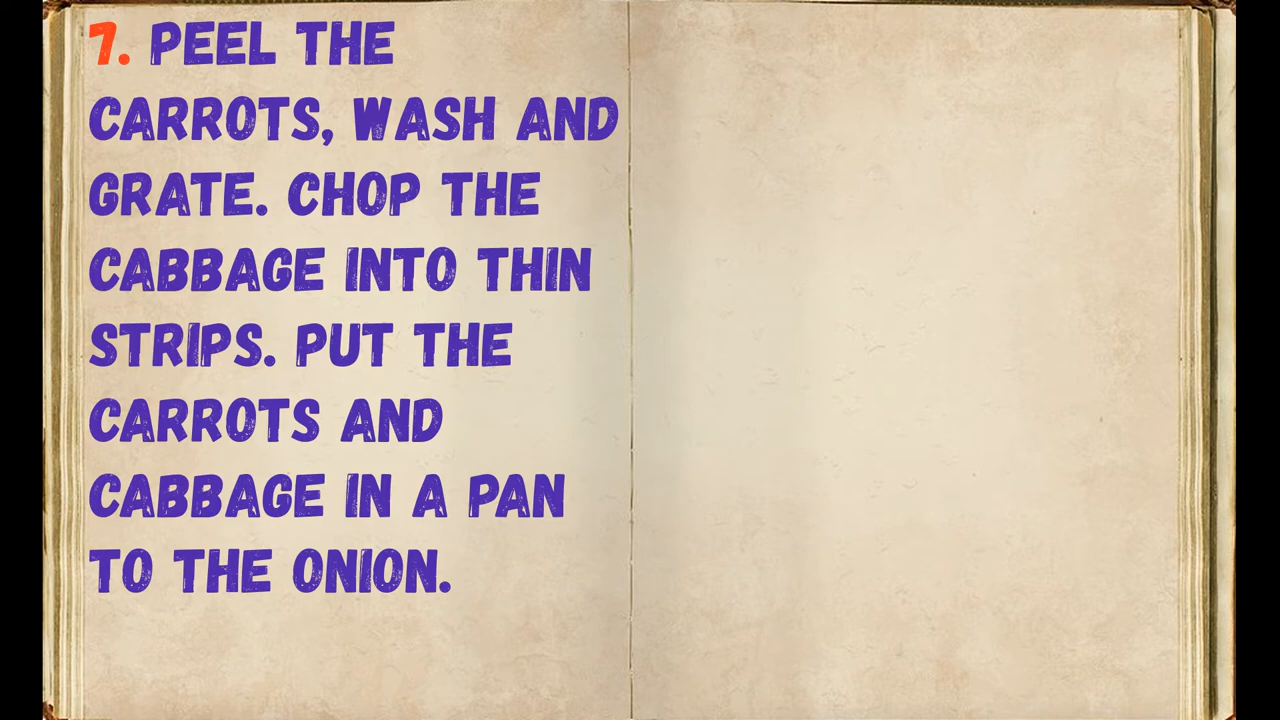 7. PEEL THE
CARROTS, WASH AND
GRATE. CHOP THE
CABBAGE INTO THIN
STRIPS. PUT THE
CARROTS AND
CABBAGE IN A PAN
TO THE ONION.